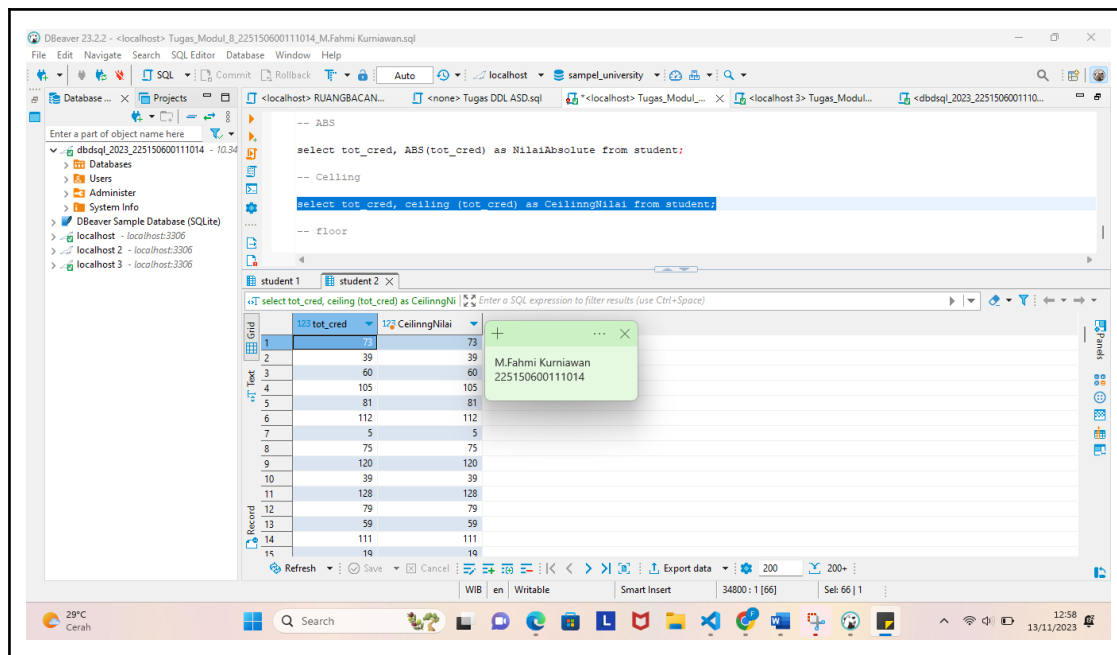 DBeaver 23.2.2 - <localhost> Tugas_Modul_8_225150600111014_M.Fahmi Kurniawan.sql
File Edit Navigate Search SQL Editor Database Window Help
SQL Commit Rollback Auto localhost sampel_university
Database... Projects <localhost> RUANGBACAN... <none> Tugas DDL ASD.sql *<localhost> Tugas_Modul_... <localhost 3> Tugas_Modul... <dbdsql_2023_2251506001110...
Enter a part of object name here
dbdsql_2023_225150600111014 - 10.34
Databases
Users
Administer
System Info
DBeaver Sample Database (SQLite)
localhost - localhost:3306
localhost 2 - localhost:3306
localhost 3 - localhost:3306
-- ABS
select tot_cred, ABS(tot_cred) as NilaiAbsolute from student;
-- Celling
select tot_cred, ceiling (tot_cred) as CeilinngNilai from student;
-- floor
student 1 student 2
select tot_cred, ceiling (tot_cred) as CeilinngNi Enter a SQL expression to filter results (use Ctrl+Space)
Grid
Text
Record
Panels
123 tot_cred 123 CeilinngNilai
1 73 73
2 39 39
3 60 60
4 105 105
5 81 81
6 112 112
7 5 5
8 75 75
9 120 120
10 39 39
11 128 128
12 79 79
13 59 59
14 111 111
15 19 19
M.Fahmi Kurniawan
225150600111014
Refresh Save Cancel Export data 200 200+
WIB en Writable Smart Insert 34800 : 1 [66] Sel: 66 | 1
29°C
Cerah
Search
12:58
13/11/2023